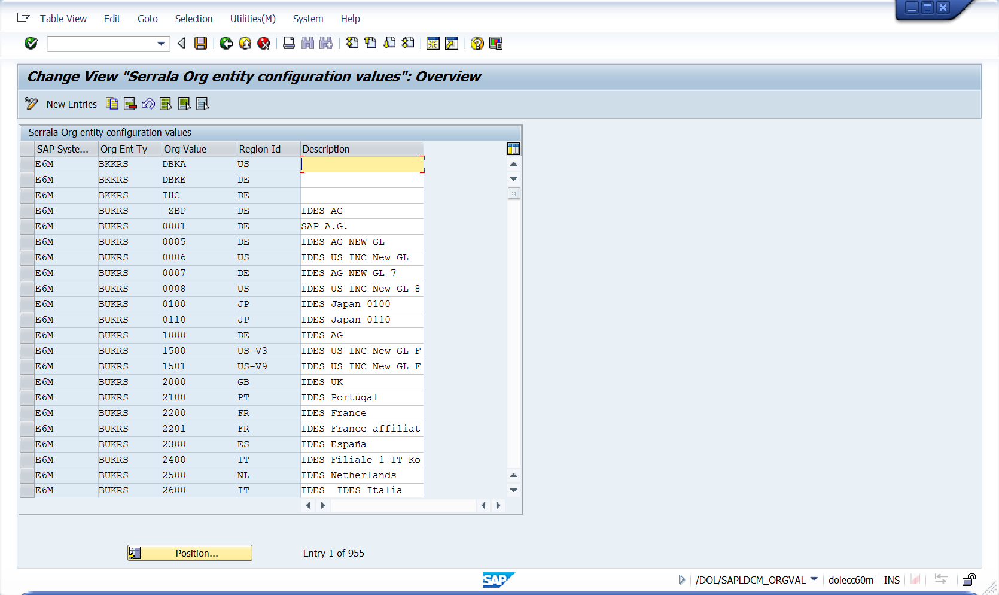 Table View Edit Goto Selection Utilities(M) System Help
Change View "Serrala Org entity configuration values": Overview
New Entries
Serrala Org entity configuration values
SAP Syste... Org Ent Ty Org Value Region Id Description
E6M BKKRS DBKA US
E6M BKKRS DBKE DE
E6M BKKRS IHC DE
E6M BUKRS ZBP DE IDES AG
E6M BUKRS 0001 DE SAP A.G.
E6M BUKRS 0005 DE IDES AG NEW GL
E6M BUKRS 0006 US IDES US INC New GL
E6M BUKRS 0007 DE IDES AG NEW GL 7
E6M BUKRS 0008 US IDES US INC New GL 8
E6M BUKRS 0100 JP IDES Japan 0100
E6M BUKRS 0110 JP IDES Japan 0110
E6M BUKRS 1000 DE IDES AG
E6M BUKRS 1500 US-V3 IDES US INC New GL F
E6M BUKRS 1501 US-V9 IDES US INC New GL F
E6M BUKRS 2000 GB IDES UK
E6M BUKRS 2100 PT IDES Portugal
E6M BUKRS 2200 FR IDES France
E6M BUKRS 2201 FR IDES France affiliat
E6M BUKRS 2300 ES IDES España
E6M BUKRS 2400 IT IDES Filiale 1 IT Ko
E6M BUKRS 2500 NL IDES Netherlands
E6M BUKRS 2600 IT IDES  IDES Italia
Position... Entry 1 of 955
SAP /DOL/SAPLDCM_ORGVAL dolecc60m INS